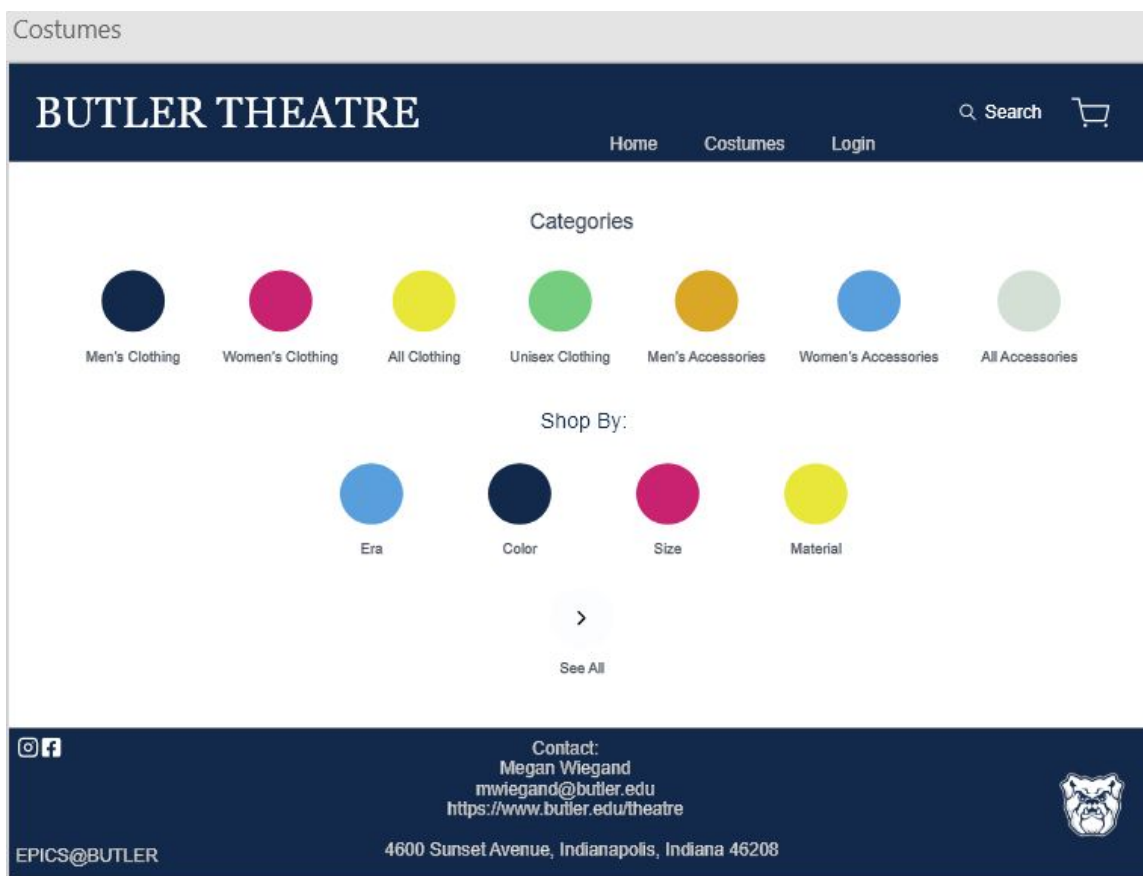 Costumes
BUTLER THEATRE
Search
Home Costumes Login
Categories
Men's Clothing Women's Clothing All Clothing Unisex Clothing Men's Accessories Women's Accessories All Accessories
Shop By:
Era Color Size Material
See All
Contact:
Megan Wiegand
mwiegand@butler.edu
https://www.butler.edu/theatre
4600 Sunset Avenue, Indianapolis, Indiana 46208
EPICS@BUTLER